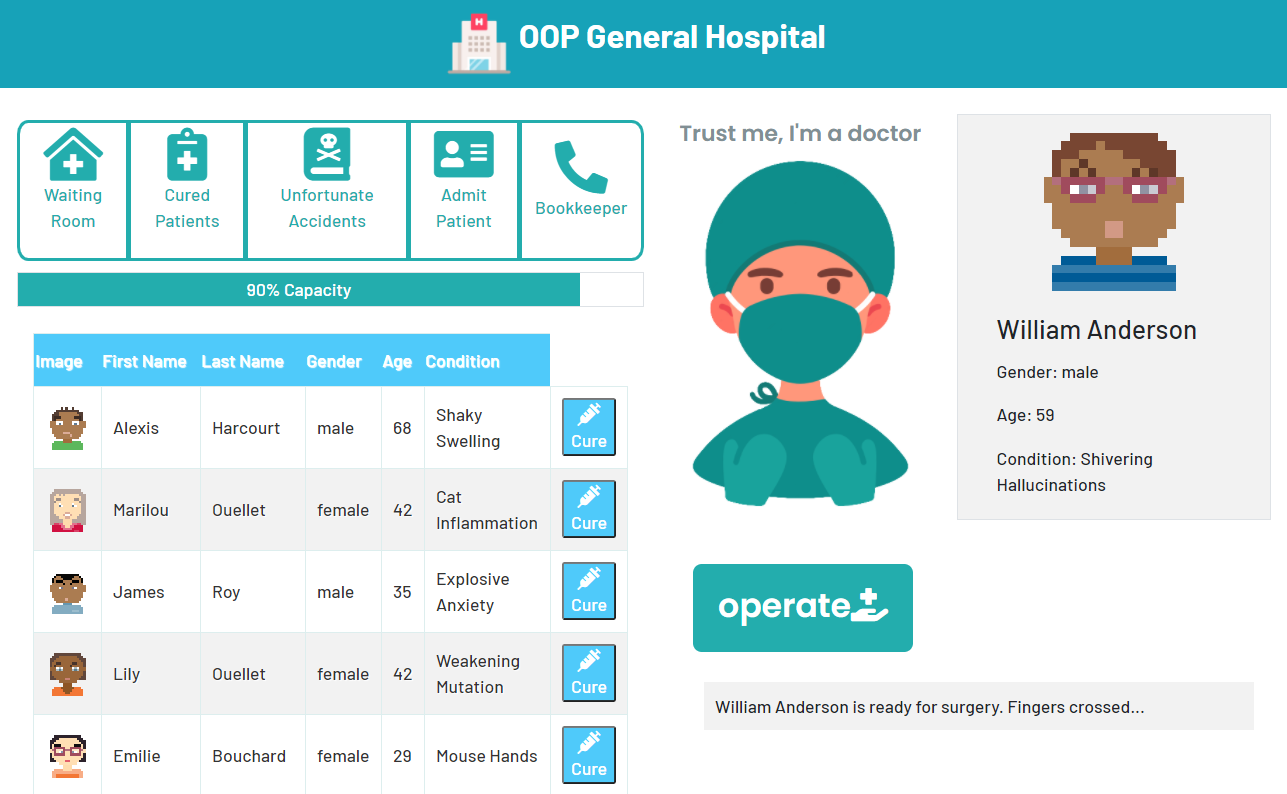 H
OOP General Hospital
Waiting
Room
Cured
Patients
Unfortunate
Accidents
Admit
Patient
Bookkeeper
90% Capacity
Image First Name Last Name Gender Age Condition
Alexis Harcourt male 68 Shaky
Swelling
Cure
Marilou Ouellet female 42 Cat
Inflammation
Cure
James Roy male 35 Explosive
Anxiety
Cure
Lily Ouellet female 42 Weakening
Mutation
Cure
Emilie Bouchard female 29 Mouse Hands
Cure
Trust me, I'm a doctor
William Anderson
Gender: male
Age: 59
Condition: Shivering
Hallucinations
operate
William Anderson is ready for surgery. Fingers crossed...